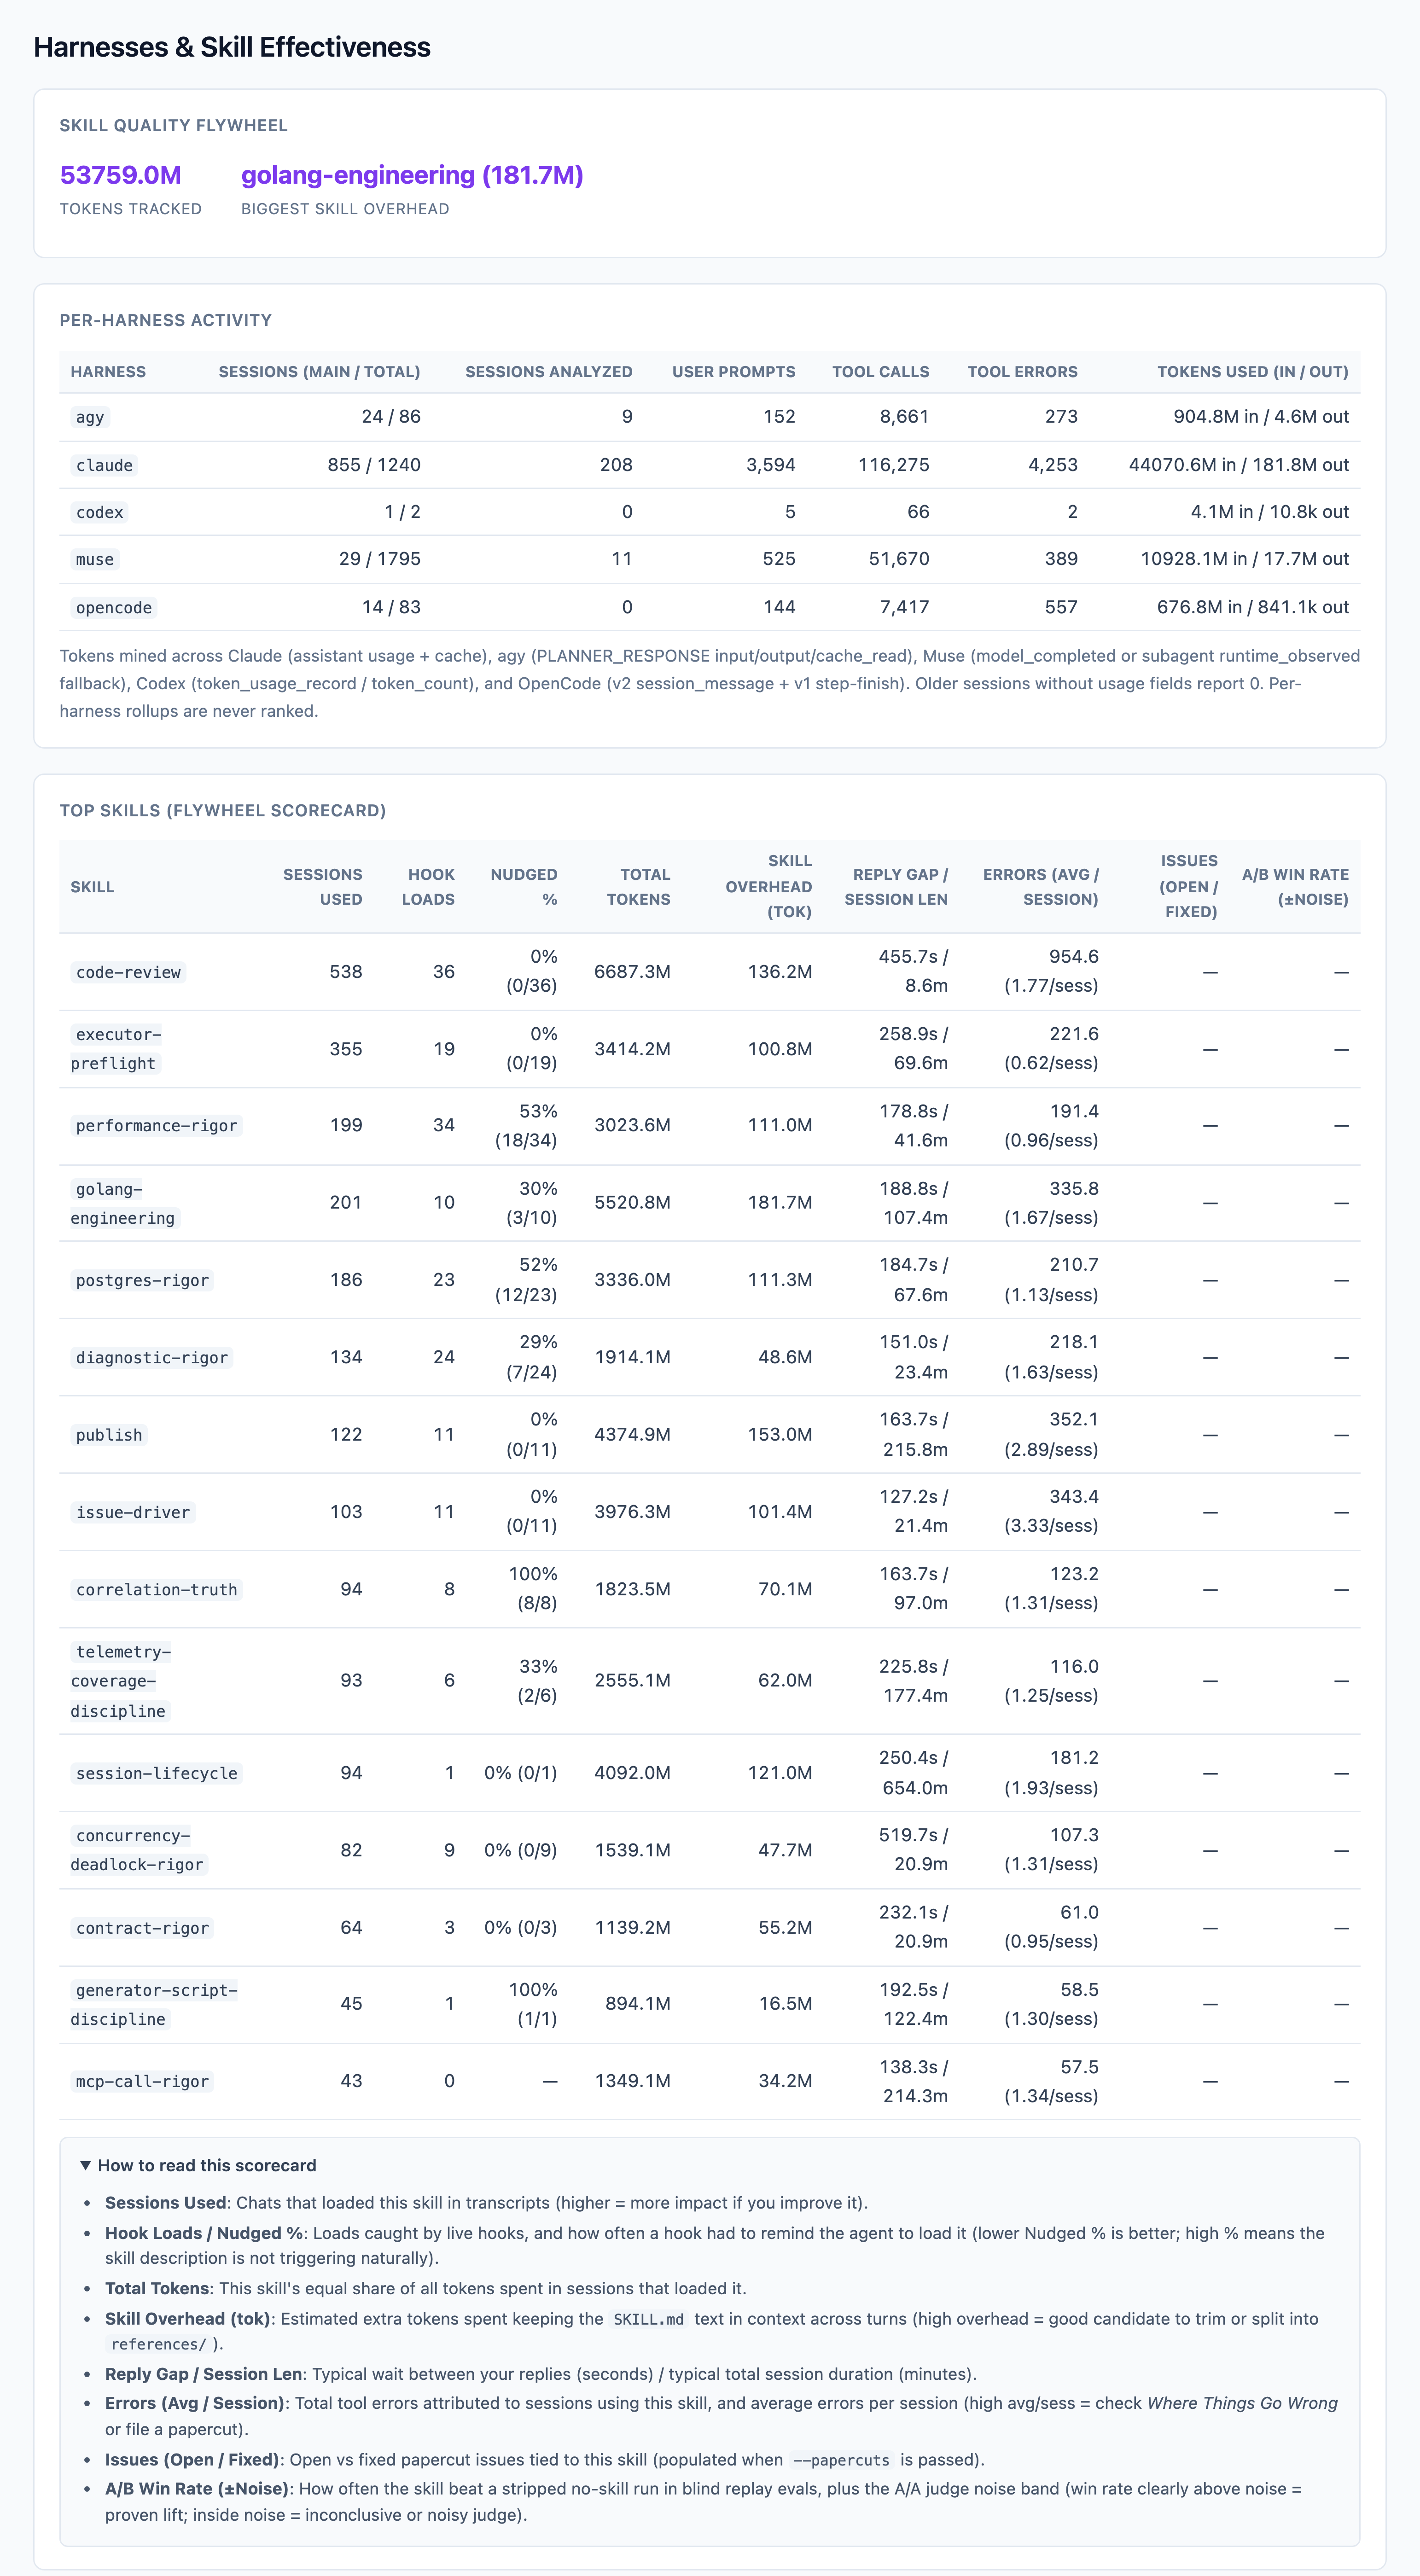 Harnesses & Skill Effectiveness
SKILL QUALITY FLYWHEEL
53759.0M golang-engineering (181.7M)
TOKENS TRACKED BIGGEST SKILL OVERHEAD
PER-HARNESS ACTIVITY
HARNESS SESSIONS (MAIN / TOTAL) SESSIONS ANALYZED USER PROMPTS TOOL CALLS TOOL ERRORS TOKENS USED (IN / OUT)
agy 24 / 86 9 152 8,661 273 904.8M in / 4.6M out
claude 855 / 1240 208 3,594 116,275 4,253 44070.6M in / 181.8M out
codex 1 / 2 0 5 66 2 4.1M in / 10.8k out
muse 29 / 1795 11 525 51,670 389 10928.1M in / 17.7M out
opencode 14 / 83 0 144 7,417 557 676.8M in / 841.1k out
Tokens mined across Claude (assistant usage + cache), agy (PLANNER_RESPONSE input/output/cache_read), Muse (model_completed or subagent runtime_observed
fallback), Codex (token_usage_record / token_count), and OpenCode (v2 session_message + v1 step-finish). Older sessions without usage fields report 0. Per-
harness rollups are never ranked.
TOP SKILLS (FLYWHEEL SCORECARD)
SKILL SESSIONS USED HOOK LOADS NUDGED % TOTAL TOKENS SKILL OVERHEAD (TOK) REPLY GAP / SESSION LEN ERRORS (AVG / SESSION) ISSUES (OPEN / FIXED) A/B WIN RATE (±NOISE)
code-review 538 36 0% (0/36) 6687.3M 136.2M 455.7s / 8.6m 954.6 (1.77/sess) — —
executor-preflight 355 19 0% (0/19) 3414.2M 100.8M 258.9s / 69.6m 221.6 (0.62/sess) — —
performance-rigor 199 34 53% (18/34) 3023.6M 111.0M 178.8s / 41.6m 191.4 (0.96/sess) — —
golang-engineering 201 10 30% (3/10) 5520.8M 181.7M 188.8s / 107.4m 335.8 (1.67/sess) — —
postgres-rigor 186 23 52% (12/23) 3336.0M 111.3M 184.7s / 67.6m 210.7 (1.13/sess) — —
diagnostic-rigor 134 24 29% (7/24) 1914.1M 48.6M 151.0s / 23.4m 218.1 (1.63/sess) — —
publish 122 11 0% (0/11) 4374.9M 153.0M 163.7s / 215.8m 352.1 (2.89/sess) — —
issue-driver 103 11 0% (0/11) 3976.3M 101.4M 127.2s / 21.4m 343.4 (3.33/sess) — —
correlation-truth 94 8 100% (8/8) 1823.5M 70.1M 163.7s / 97.0m 123.2 (1.31/sess) — —
telemetry-coverage-discipline 93 6 33% (2/6) 2555.1M 62.0M 225.8s / 177.4m 116.0 (1.25/sess) — —
session-lifecycle 94 1 0% (0/1) 4092.0M 121.0M 250.4s / 654.0m 181.2 (1.93/sess) — —
concurrency-deadlock-rigor 82 9 0% (0/9) 1539.1M 47.7M 519.7s / 20.9m 107.3 (1.31/sess) — —
contract-rigor 64 3 0% (0/3) 1139.2M 55.2M 232.1s / 20.9m 61.0 (0.95/sess) — —
generator-script-discipline 45 1 100% (1/1) 894.1M 16.5M 192.5s / 122.4m 58.5 (1.30/sess) — —
mcp-call-rigor 43 0 — 1349.1M 34.2M 138.3s / 214.3m 57.5 (1.34/sess) — —
▼ How to read this scorecard
• Sessions Used: Chats that loaded this skill in transcripts (higher = more impact if you improve it).
• Hook Loads / Nudged %: Loads caught by live hooks, and how often a hook had to remind the agent to load it (lower Nudged % is better; high % means the
skill description is not triggering naturally).
• Total Tokens: This skill's equal share of all tokens spent in sessions that loaded it.
• Skill Overhead (tok): Estimated extra tokens spent keeping the SKILL.md text in context across turns (high overhead = good candidate to trim or split into
references/ ).
• Reply Gap / Session Len: Typical wait between your replies (seconds) / typical total session duration (minutes).
• Errors (Avg / Session): Total tool errors attributed to sessions using this skill, and average errors per session (high avg/sess = check Where Things Go Wrong
or file a papercut).
• Issues (Open / Fixed): Open vs fixed papercut issues tied to this skill (populated when --papercuts is passed).
• A/B Win Rate (±Noise): How often the skill beat a stripped no-skill run in blind replay evals, plus the A/A judge noise band (win rate clearly above noise =
proven lift; inside noise = inconclusive or noisy judge).